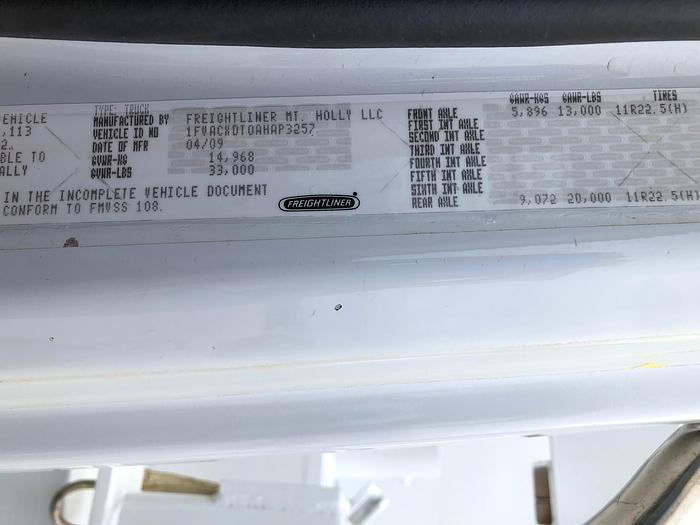 EHICLE
,113
2.
BLE TO
ALLY
TYPE: TRUCK
MANUFACTURED BY FREIGHTLINER MT. HOLLY LLC
VEHICLE ID NO 1FVACXDT0AHAP3257
DATE OF MFR 04/09
GVWR-KG 14,968
GVWR-LBS 33,000
IN THE INCOMPLETE VEHICLE DOCUMENT
CONFORM TO FMVSS 108.
FREIGHTLINER
GAWR-KGS GAWR-LBS TIRES
FRONT AXLE 5,896 13,000 11R22.5(H)
FIRST INT AXLE
SECOND INT AXLE
THIRD INT AXLE
FOURTH INT AXLE
FIFTH INT AXLE
SIXTH INT AXLE
REAR AXLE 9,072 20,000 11R22.5(H)